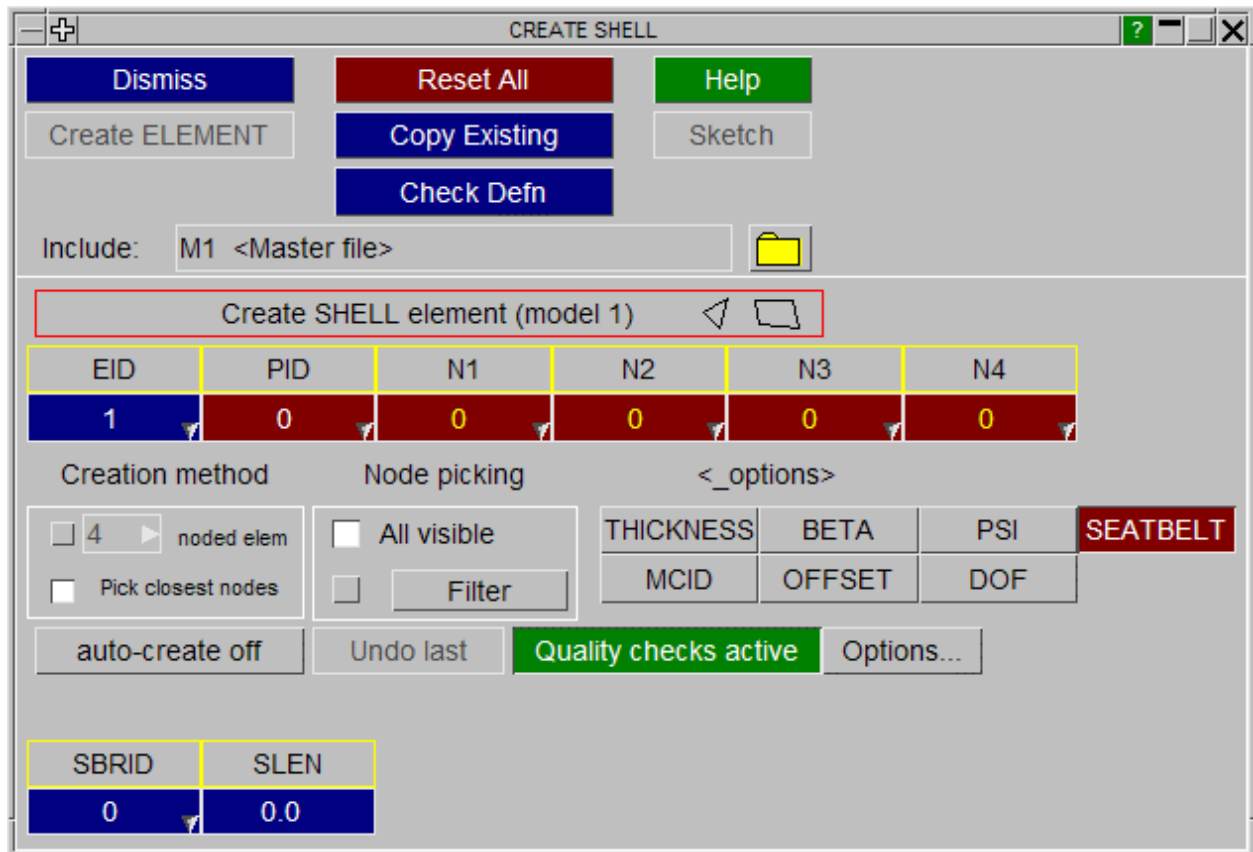 CREATE SHELL ?
Dismiss Reset All Help
Create ELEMENT Copy Existing Sketch
Check Defn
Include: M1 <Master file>
Create SHELL element (model 1)
EID PID N1 N2 N3 N4
1 0 0 0 0 0
Creation method Node picking <_options>
4 noded elem All visible THICKNESS BETA PSI SEATBELT
Pick closest nodes Filter MCID OFFSET DOF
auto-create off Undo last Quality checks active Options...
SBRID SLEN
0 0.0